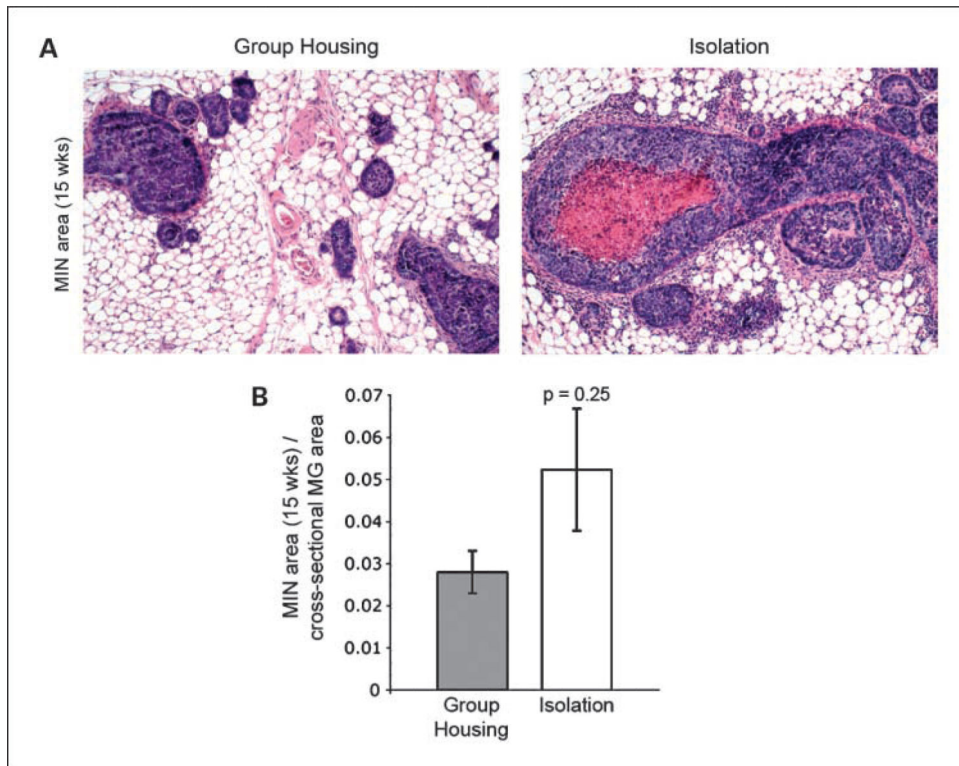 A
Group Housing
Isolation
MIN area (15 wks)
B
MIN area (15 wks) /
cross-sectional MG area
p = 0.25
0.07
0.06
0.05
0.04
0.03
0.02
0.01
0
Group
Housing
Isolation